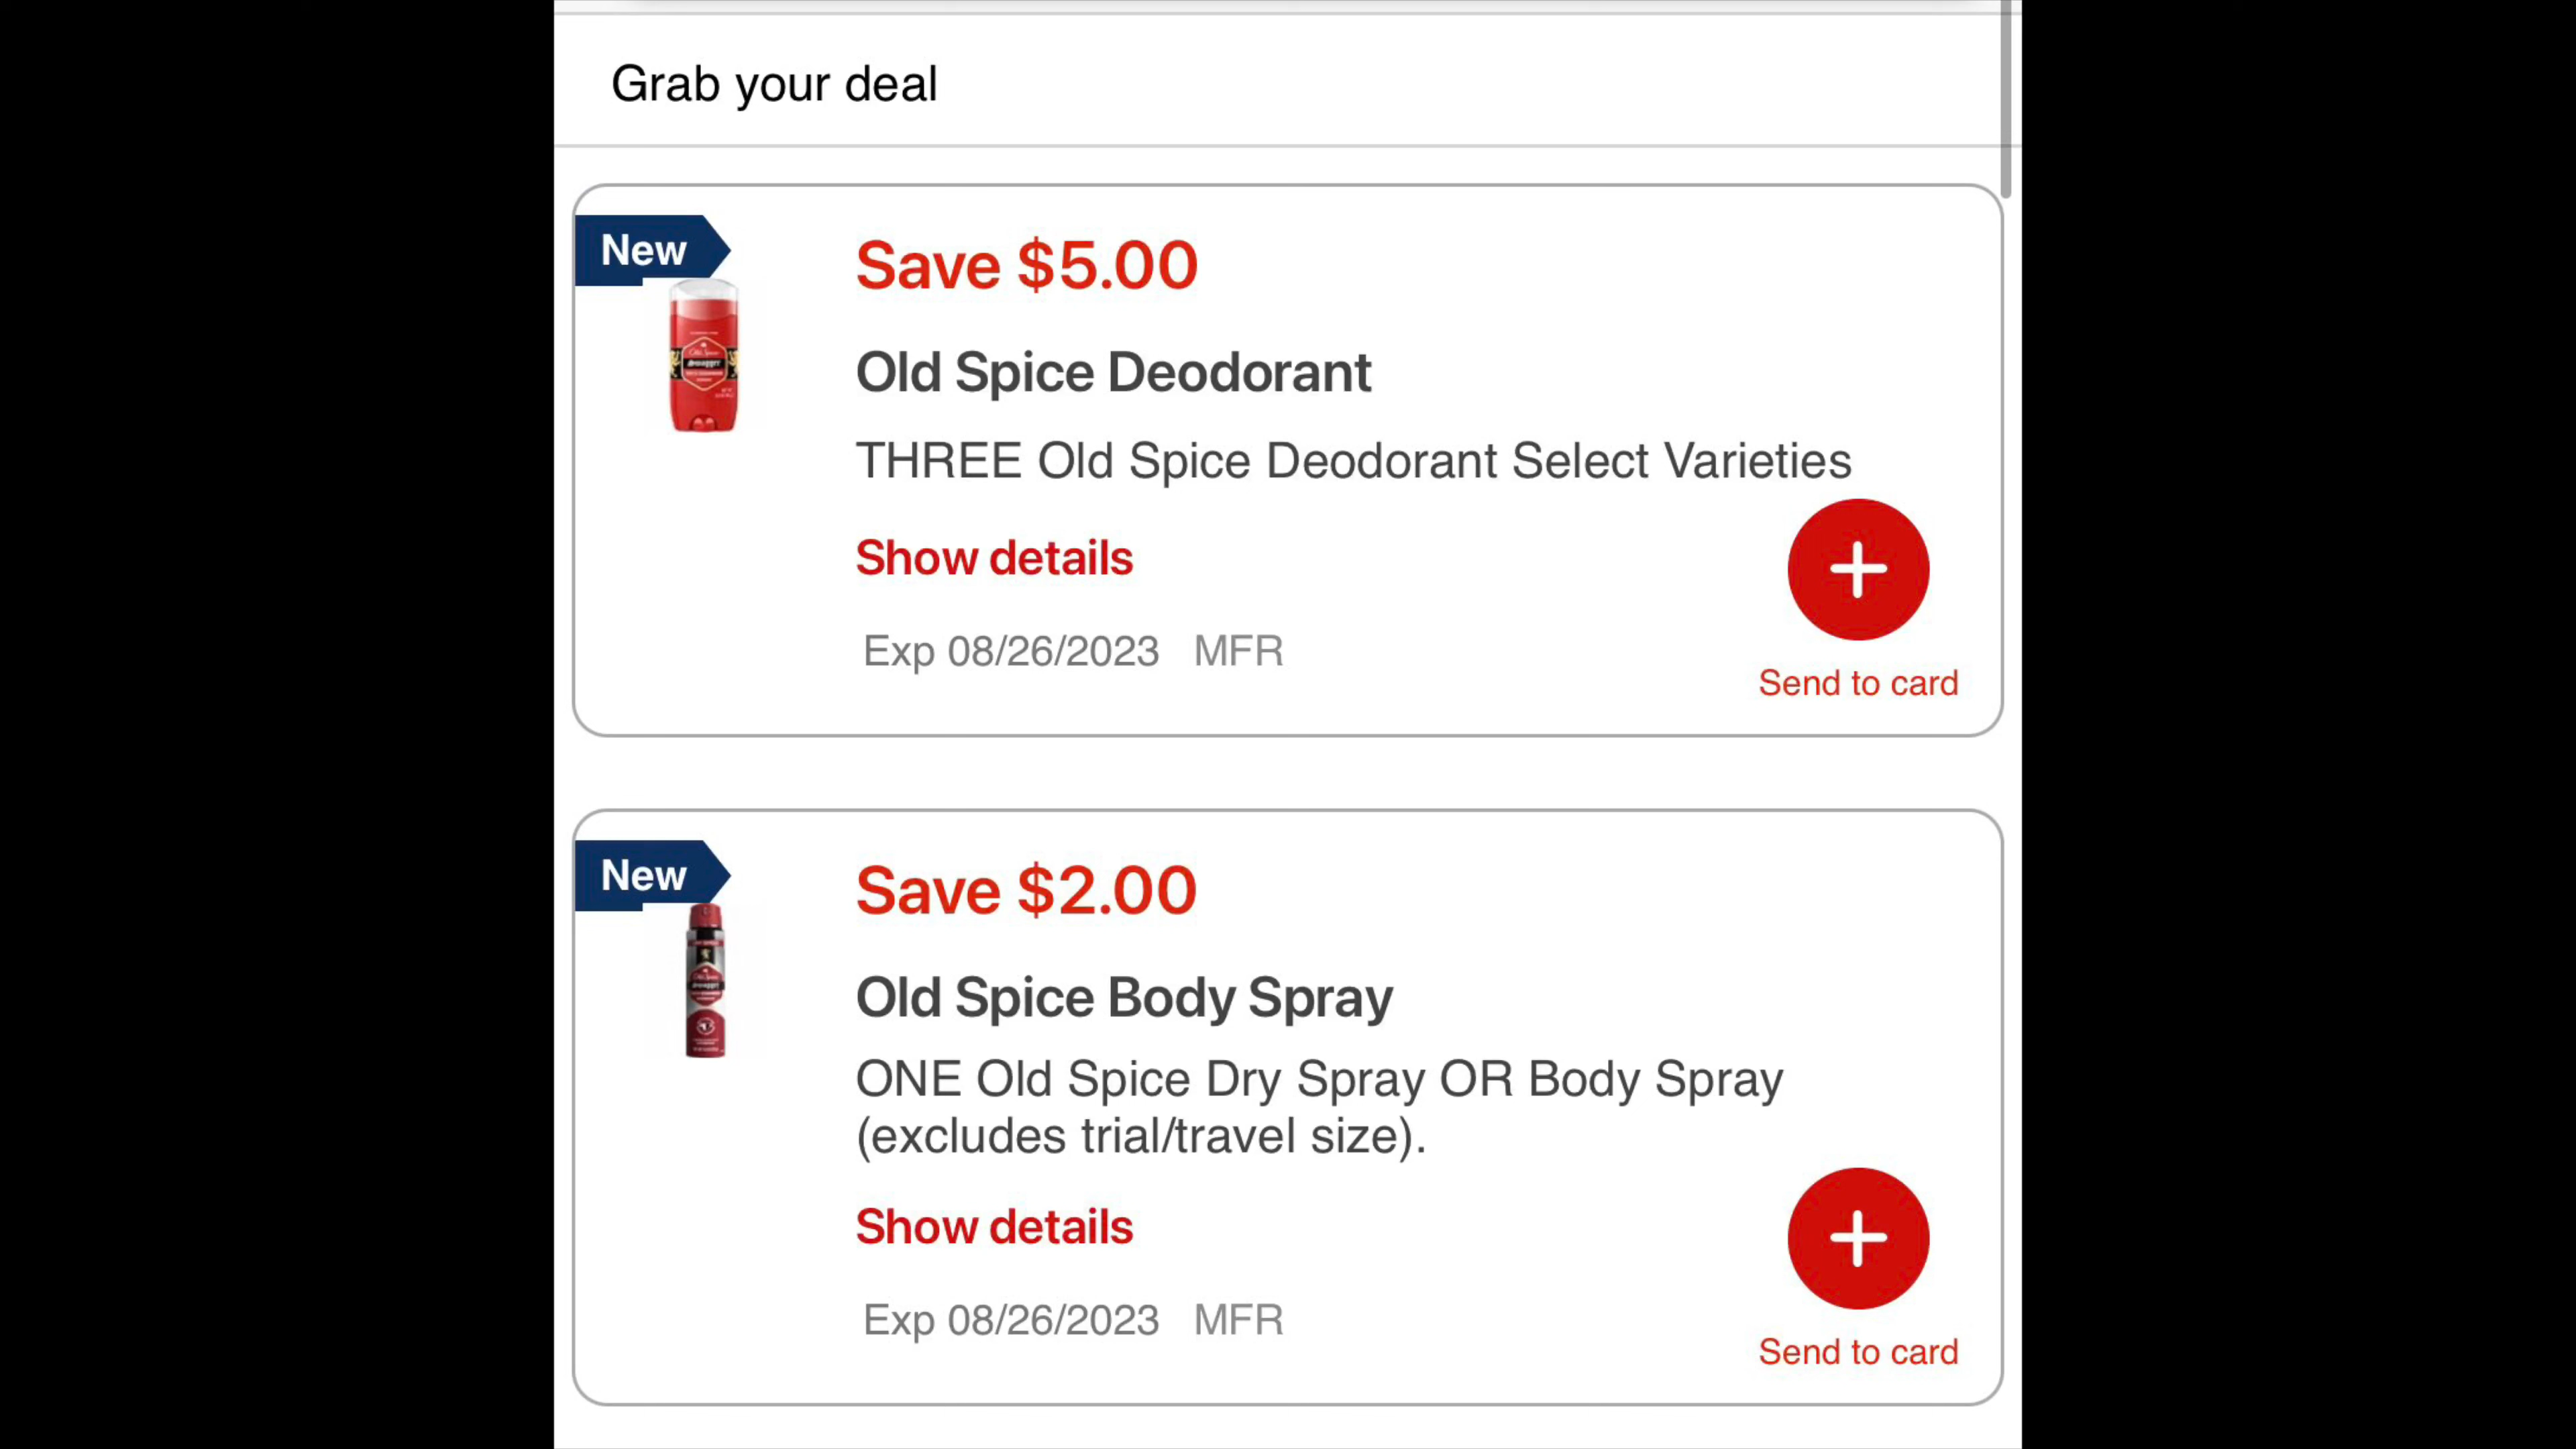 Grab your deal
New
Save $5.00
Old Spice Deodorant
THREE Old Spice Deodorant Select Varieties
Show details
Exp 08/26/2023 MFR
Send to card
New
Save $2.00
Old Spice Body Spray
ONE Old Spice Dry Spray OR Body Spray
(excludes trial/travel size).
Show details
Exp 08/26/2023 MFR
Send to card